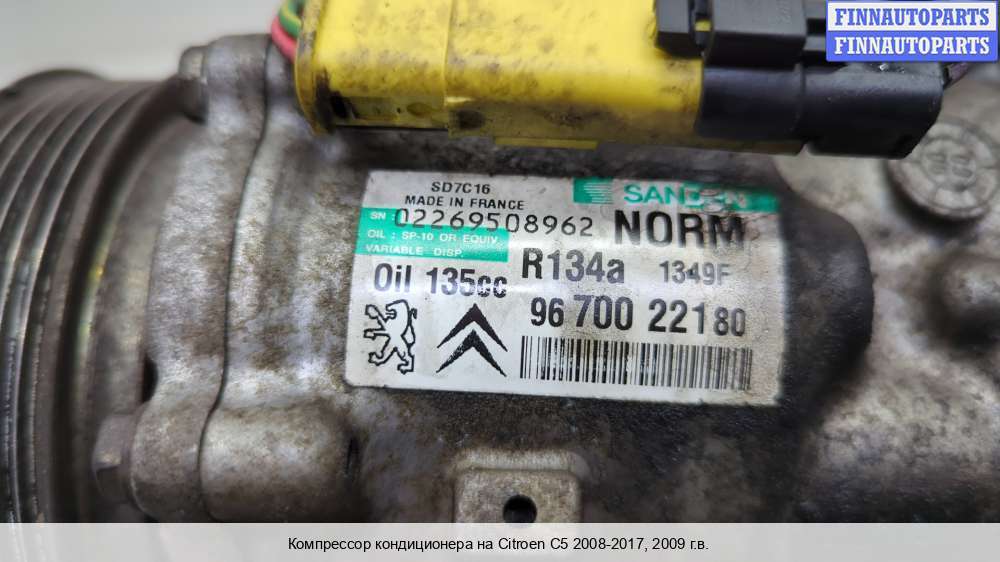 FINNAUTOPARTS
FINNAUTOPARTS
SD7C16
MADE IN FRANCE
SANDEN
SN: 02269508962
NORM
OIL : SP-10 OR EQUIV
VARIABLE DISP.
Oil 135cc
R134a 1349F
96 700 221 80
Компрессор кондиционера на Citroen C5 2008-2017, 2009 г.в.